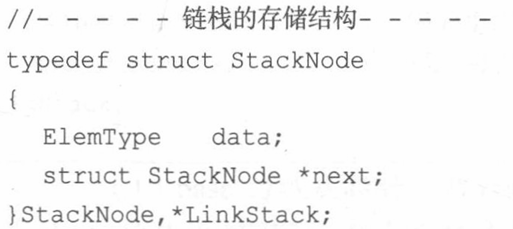 //- - - - - 链栈的存储结构- - - - -
typedef struct StackNode
{
ElemType data;
struct StackNode *next;
}StackNode,*LinkStack;